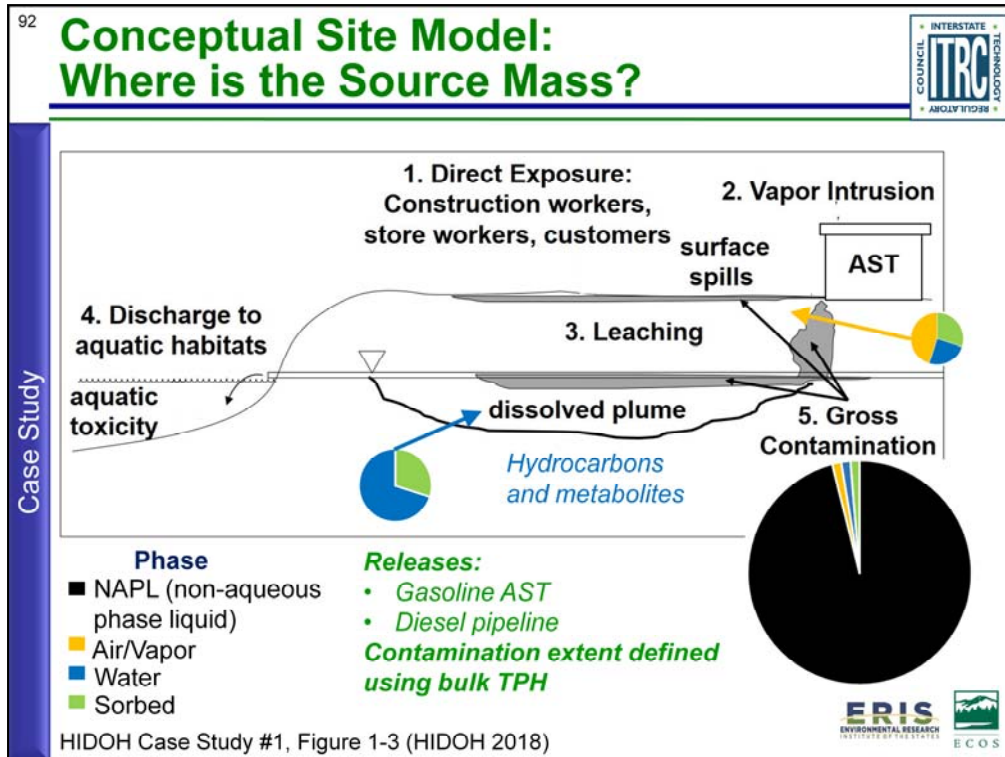 92
Conceptual Site Model:
Where is the Source Mass?
INTERSTATE
COUNCIL
ITRC
TECHNOLOGY
REGULATORY
Case Study
1. Direct Exposure:
Construction workers,
store workers, customers
2. Vapor Intrusion
surface
spills
AST
4. Discharge to
aquatic habitats
3. Leaching
aquatic
toxicity
dissolved plume
5. Gross
Contamination
Hydrocarbons
and metabolites
Phase
NAPL (non-aqueous
phase liquid)
Air/Vapor
Water
Sorbed
Releases:
• Gasoline AST
• Diesel pipeline
Contamination extent defined
using bulk TPH
HIDOH Case Study #1, Figure 1-3 (HIDOH 2018)
ERIS
ENVIRONMENTAL RESEARCH
INSTITUTE OF THE STATES
ECOS